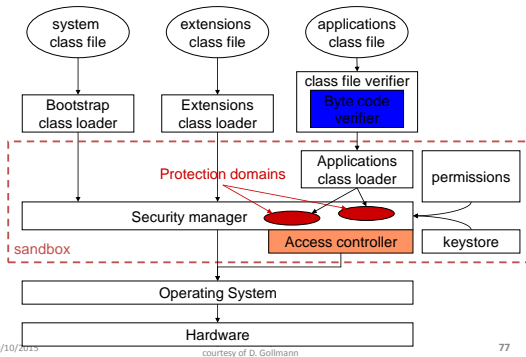 system
class file
extensions
class file
applications
class file
class file verifier
Byte code
verifier
Bootstrap
class loader
Extensions
class loader
Applications
class loader
permissions
Protection domains
Security manager
Access controller
keystore
sandbox
Operating System
Hardware
/10/2015
courtesy of D. Gollmann
77